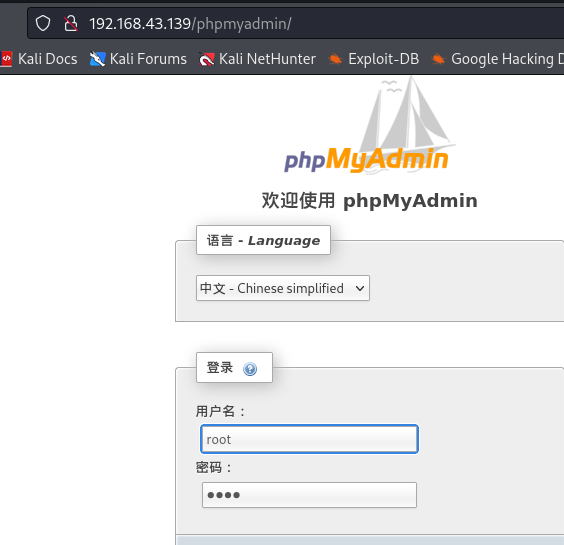 192.168.43.139/phpmyadmin/
Kali Docs Kali Forums Kali NetHunter Exploit-DB Google Hacking
phpMyAdmin
欢迎使用 phpMyAdmin
语言 - Language
中文 - Chinese simplified
登录
用户名：
root
密码：
••••